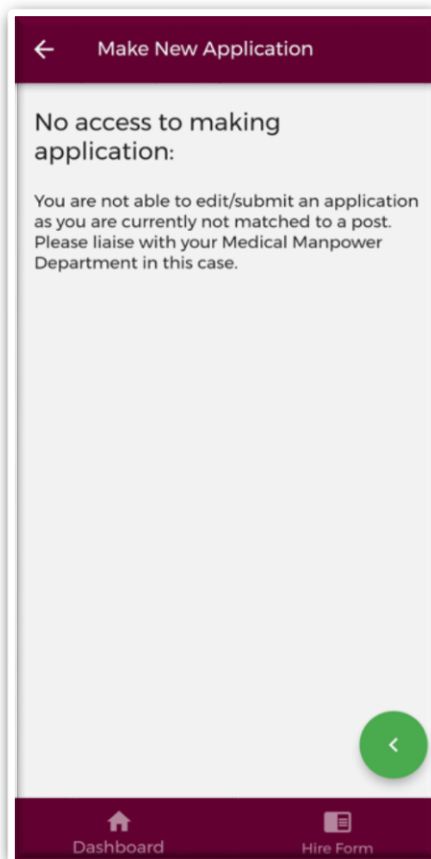 Make New Application
No access to making
application:
You are not able to edit/submit an application
as you are currently not matched to a post.
Please liaise with your Medical Manpower
Department in this case.
Dashboard
Hire Form